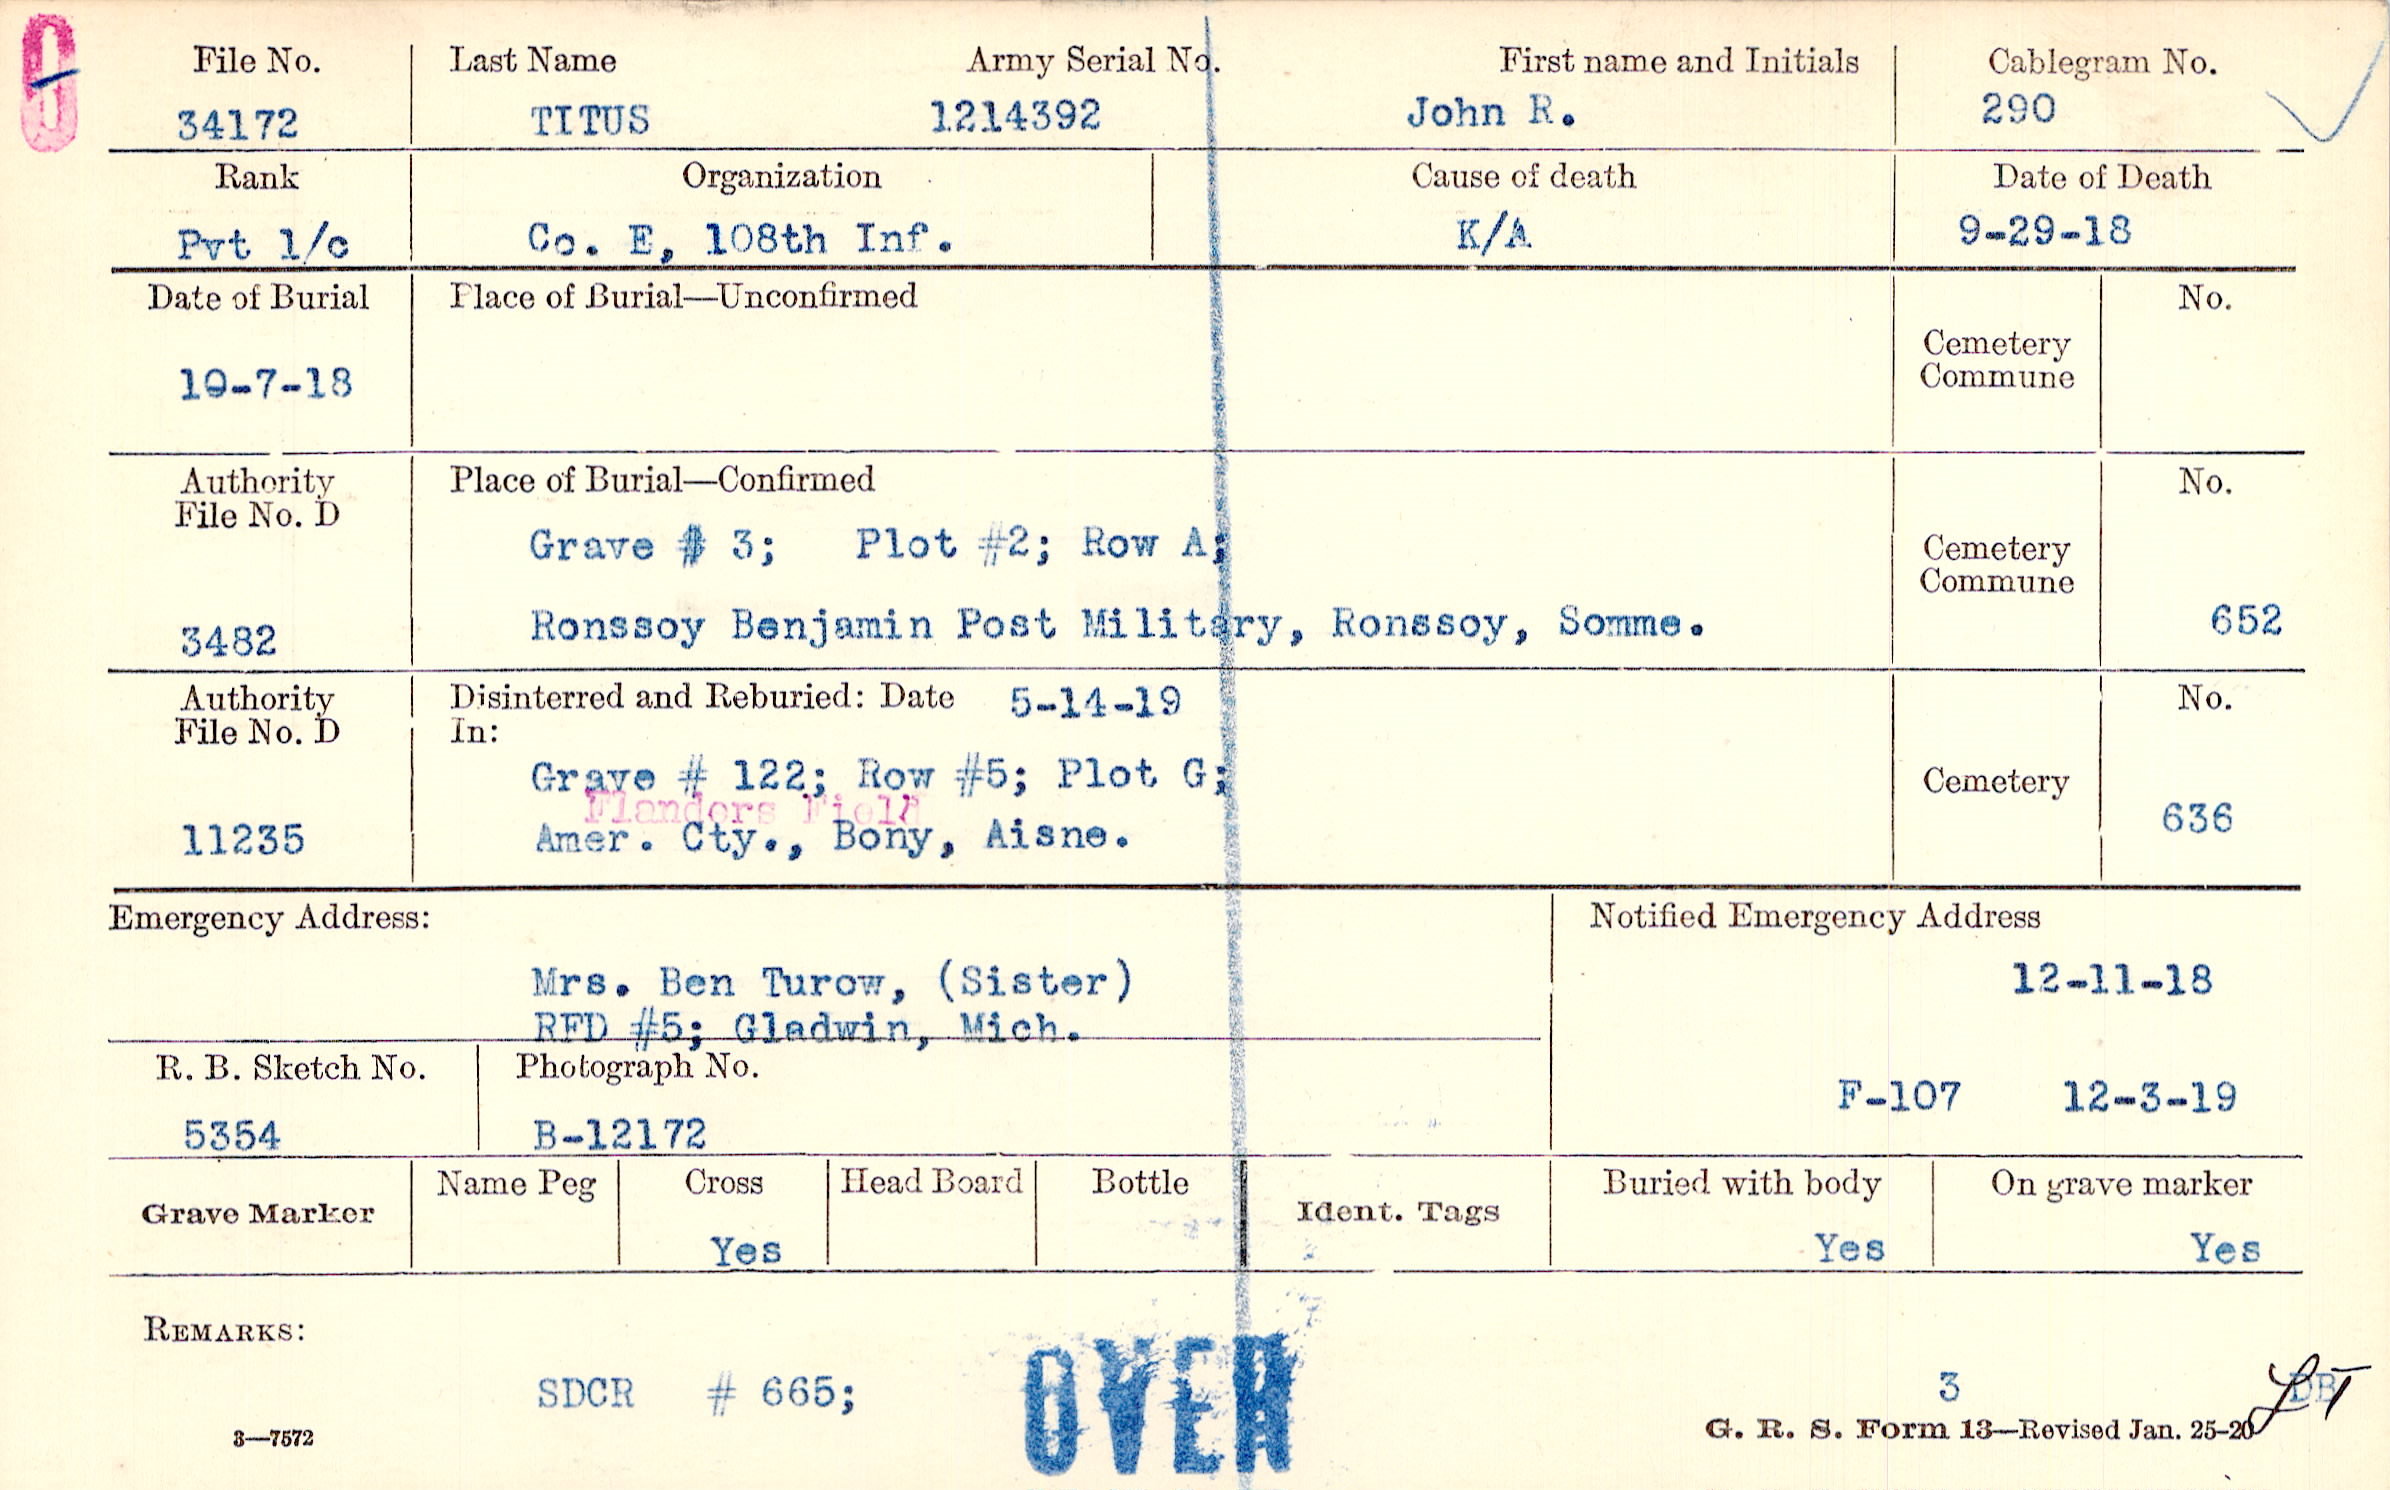 File No. Last Name Army Serial No. First name and Initials Cablegram No.
34172 TITUS 1214392 John R. 290
Rank Organization Cause of death Date of Death
Pvt 1/c Co. E, 108th Inf. K/A 9-29-18
Date of Burial Place of Burial—Unconfirmed No.
Cemetery
Commune
10-7-18
Authority Place of Burial—Confirmed No.
File No. D
Grave # 3; Plot #2; Row A;
Cemetery
Commune
3482 Ronssoy Benjamin Post Military, Ronssoy, Somme. 652
Authority Disinterred and Reburied: Date 5-14-19 No.
File No. D In:
Grave # 122; Row #5; Plot G;
Cemetery
Flanders Field
11235 Amer. Cty., Bony, Aisne. 636
Emergency Address: Notified Emergency Address
Mrs. Ben Turow, (Sister) 12-11-18
RFD #5; Gladwin, Mich.
R. B. Sketch No. Photograph No.
F-107 12-3-19
5354 B-12172
Grave Marker Name Peg Cross Head Board Bottle Ident. Tags Buried with body On grave marker
Yes Yes Yes
REMARKS:
SDCR # 665; OVER 3
3—7572 G. R. S. Form 13—Revised Jan. 25-20